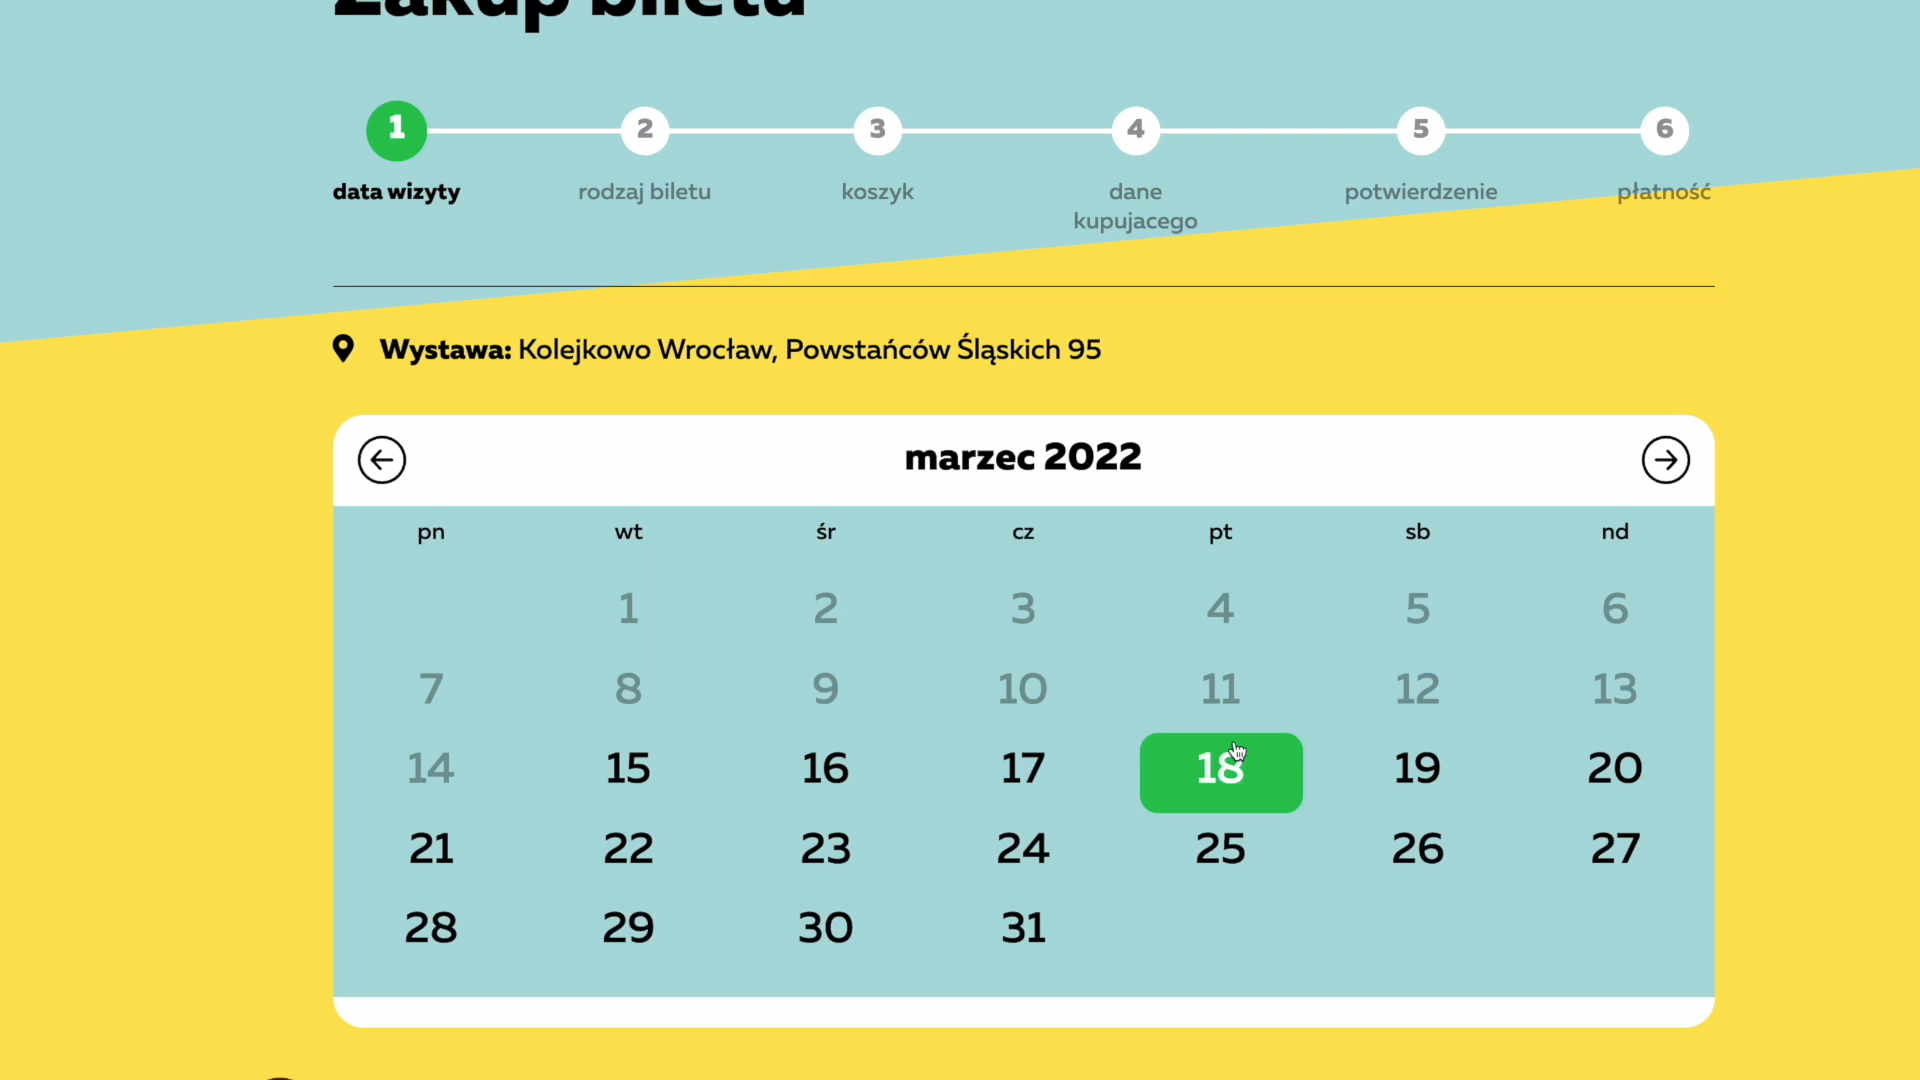 Zakup biletu
1 2 3 4 5 6
data wizyty rodzaj biletu koszyk dane kupujacego potwierdzenie płatność
Wystawa: Kolejkowo Wrocław, Powstańców Śląskich 95
marzec 2022
pn wt śr cz pt sb nd
1 2 3 4 5 6
7 8 9 10 11 12 13
14 15 16 17 18 19 20
21 22 23 24 25 26 27
28 29 30 31